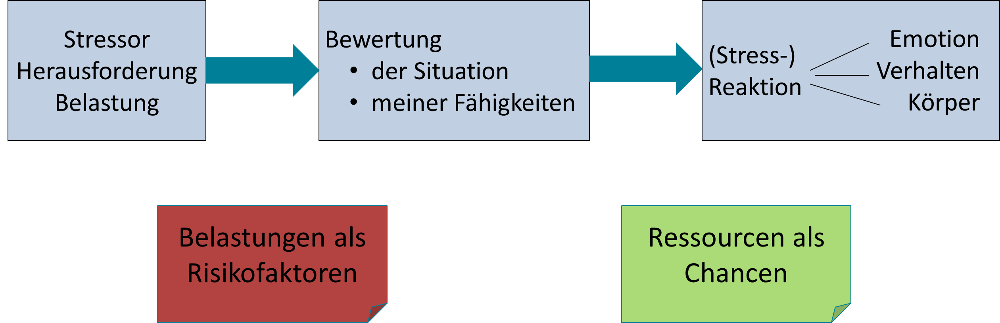 Stressor
Herausforderung
Belastung
Bewertung
• der Situation
• meiner Fähigkeiten
(Stress-)
Reaktion
Emotion
Verhalten
Körper
Belastungen als
Risikofaktoren
Ressourcen als
Chancen